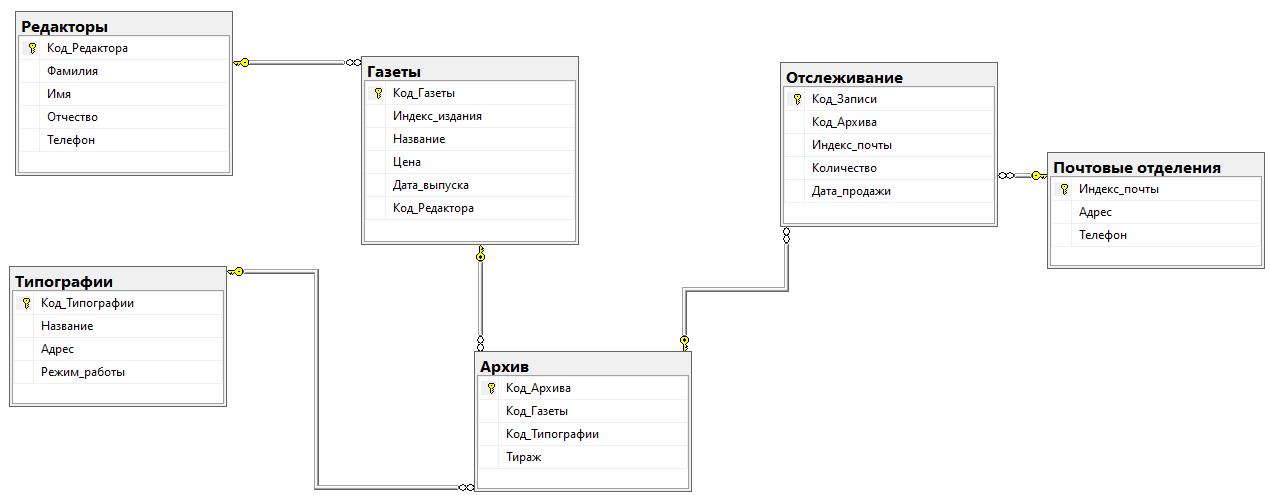 Редакторы
Код_Редактора
Фамилия
Имя
Отчество
Телефон
Газеты
Код_Газеты
Индекс_издания
Название
Цена
Дата_выпуска
Код_Редактора
Отслеживание
Код_Записи
Код_Архива
Индекс_почты
Количество
Дата_продажи
Почтовые отделения
Индекс_почты
Адрес
Телефон
Типографии
Код_Типографии
Название
Адрес
Режим_работы
Архив
Код_Архива
Код_Газеты
Код_Типографии
Тираж